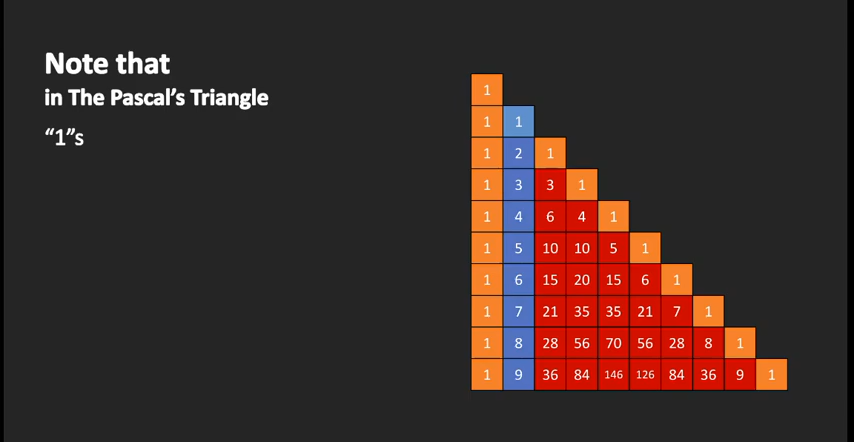 Note that
in The Pascal's Triangle
“1”s
1
1 1
1 2 1
1 3 3 1
1 4 6 4 1
1 5 10 10 5 1
1 6 15 20 15 6 1
1 7 21 35 35 21 7 1
1 8 28 56 70 56 28 8 1
1 9 36 84 146 126 84 36 9 1